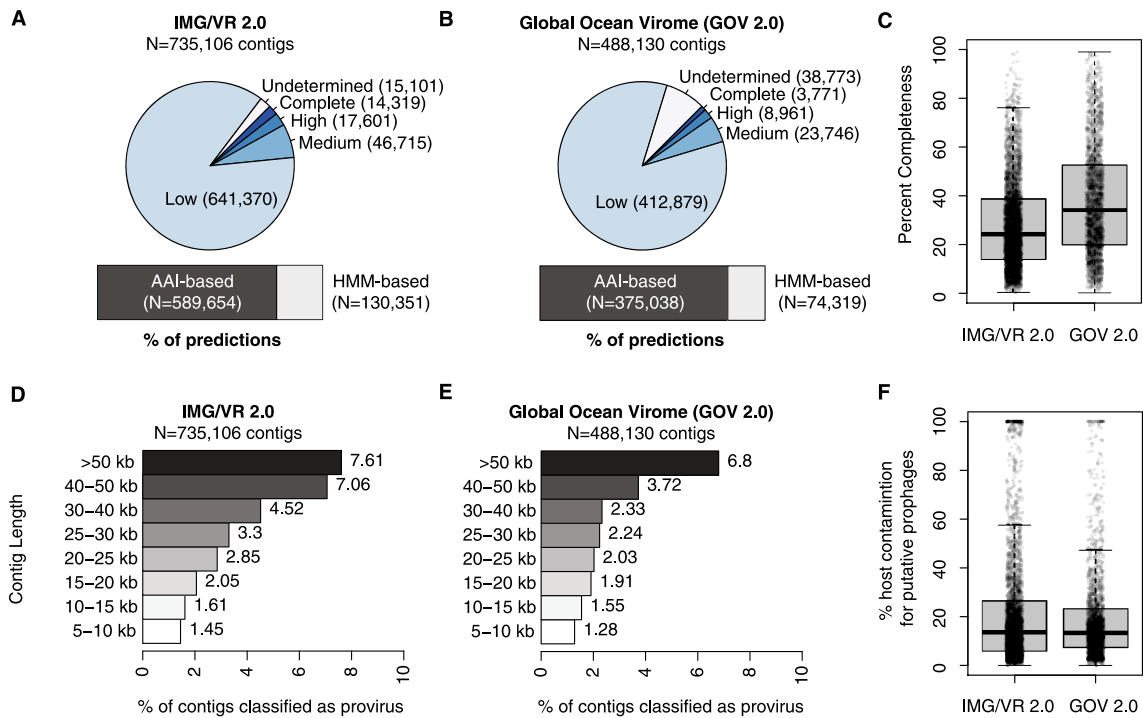 A
IMG/VR 2.0
N=735,106 contigs
Undetermined (15,101)
Complete (14,319)
High (17,601)
Medium (46,715)
Low (641,370)
AAI-based
(N=589,654)
HMM-based
(N=130,351)
% of predictions
B
Global Ocean Virome (GOV 2.0)
N=488,130 contigs
Undetermined (38,773)
Complete (3,771)
High (8,961)
Medium (23,746)
Low (412,879)
AAI-based
(N=375,038)
HMM-based
(N=74,319)
% of predictions
C
Percent Completeness
100
80
60
40
20
0
IMG/VR 2.0 GOV 2.0
D
IMG/VR 2.0
N=735,106 contigs
Contig Length
>50 kb 7.61
40−50 kb 7.06
30−40 kb 4.52
25−30 kb 3.3
20−25 kb 2.85
15−20 kb 2.05
10−15 kb 1.61
5−10 kb 1.45
0 2 4 6 8 10
% of contigs classified as provirus
E
Global Ocean Virome (GOV 2.0)
N=488,130 contigs
>50 kb 6.8
40−50 kb 3.72
30−40 kb 2.33
25−30 kb 2.24
20−25 kb 2.03
15−20 kb 1.91
10−15 kb 1.55
5−10 kb 1.28
0 2 4 6 8 10
% of contigs classified as provirus
F
% host contamintion
for putative prophages
100
80
60
40
20
0
IMG/VR 2.0 GOV 2.0